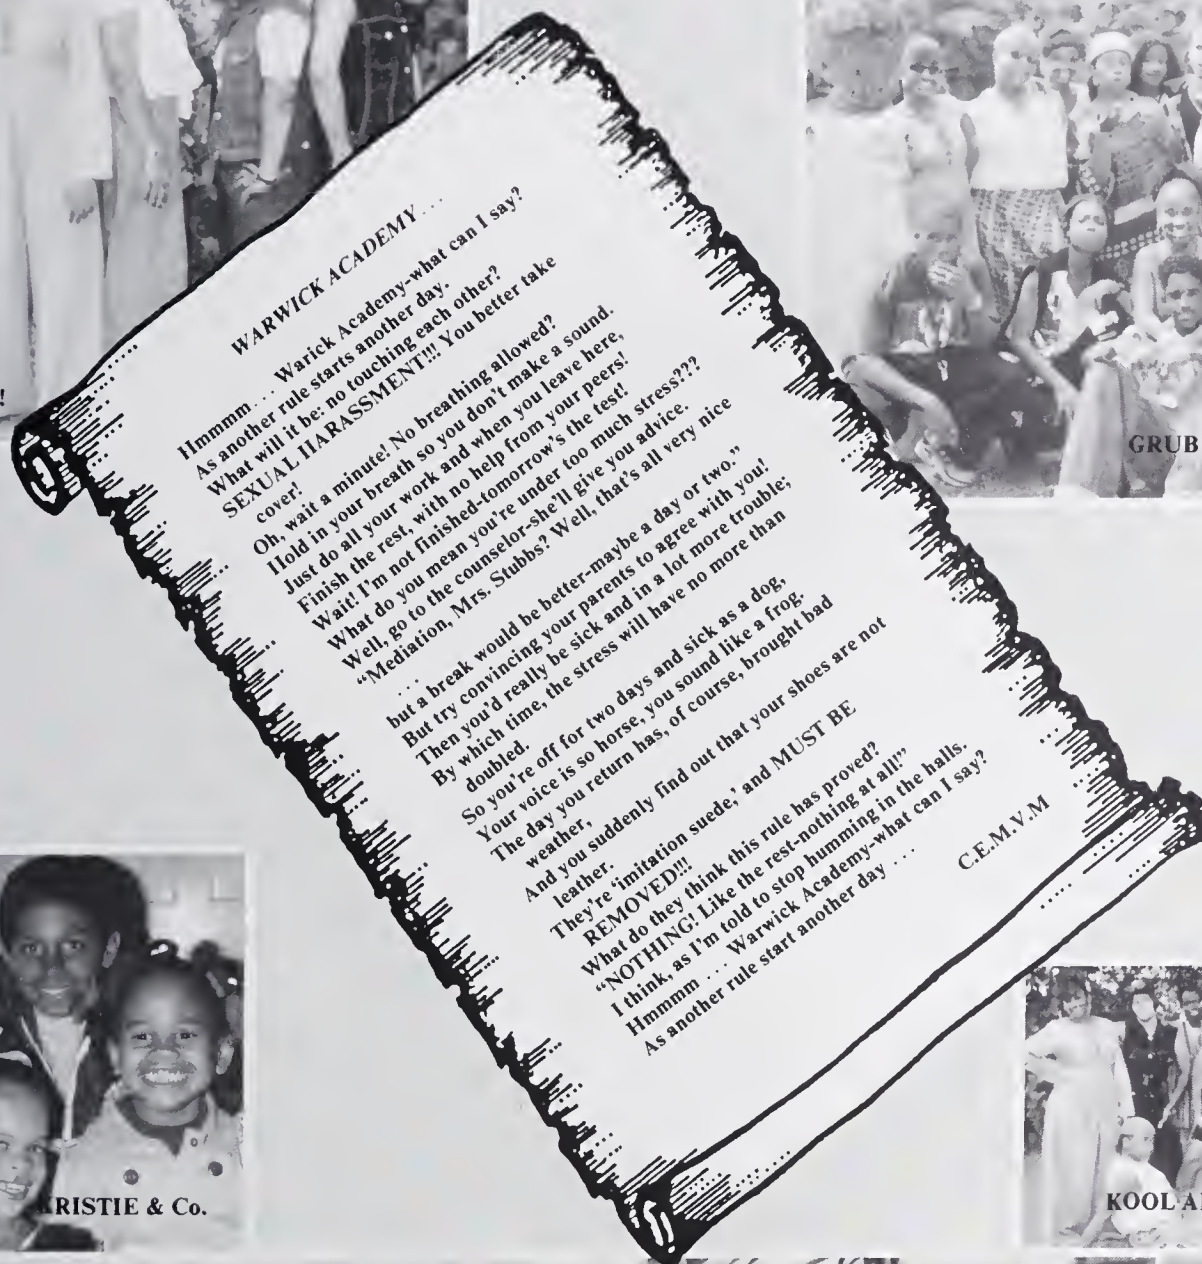 WARWICK ACADEMY...
Hmmmm.... Warick Academy-what can I say?
As another rule starts another day.
What will it be: no touching each other?
SEXUAL HARASSMENT!!! You better take
cover!
Oh, wait a minute! No breathing allowed?
Hold in your breath so you don't make a sound.
Just do all your work and when you leave here,
Finish the rest, with no help from your peers!
Wait! I'm not finished-tomorrow's the test!
What do you mean you're under too much stress???
Well, go to the counselor-she'll give you advice.
“Mediation, Mrs. Stubbs? Well, that's all very nice
...
but a break would be better-maybe a day or two.”
But try convincing your parents to agree with you!
Then you'd really be sick and in a lot more trouble;
By which time, the stress will have no more than
doubled.
So you're off for two days and sick as a dog,
Your voice is so horse, you sound like a frog.
The day you return has, of course, brought bad
weather,
And you suddenly find out that your shoes are not
leather.
They're ‘imitation suede,’ and MUST BE
REMOVED!!!
What do they think this rule has proved?
“NOTHING! Like the rest-nothing at all”
I think, as I'm told to stop humming in the halls.
Hmmmm ... Warwick Academy-what can I say?
As another rule start another day ...
C.E.M.V.M
!
GRUB
KRISTIE & Co.
KOOL